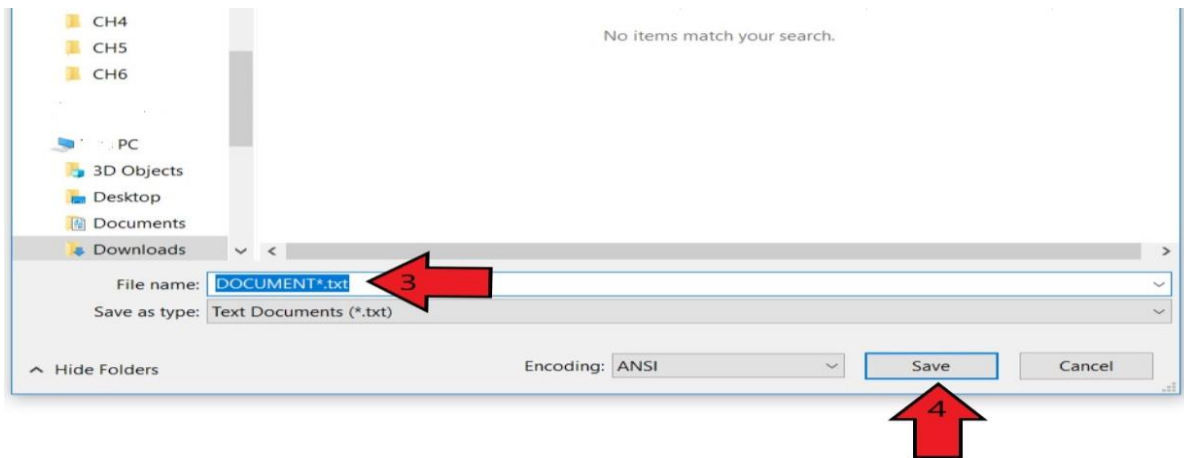 CH4
CH5
CH6
PC
3D Objects
Desktop
Documents
Downloads
No items match your search.
File name: DOCUMENT*.txt 3
Save as type: Text Documents (*.txt)
Hide Folders Encoding: ANSI Save Cancel
4